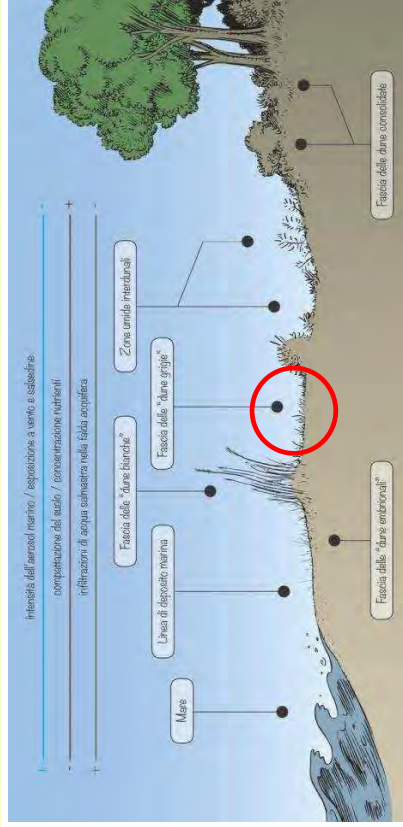 intensità dell'aerosol marino / esposizione a vento e salsedine
+ -
compattazione del suolo / concentrazione nutrienti
- +
infiltrazioni di acqua salmastra nella falda acquifera
+ -
Mare
Linea di deposito marina
Fascia delle "dune bianche"
Fascia delle "dune grigie"
Zone umide interdunali
Fascia delle "dune embrionali"
Fascia delle dune consolidate